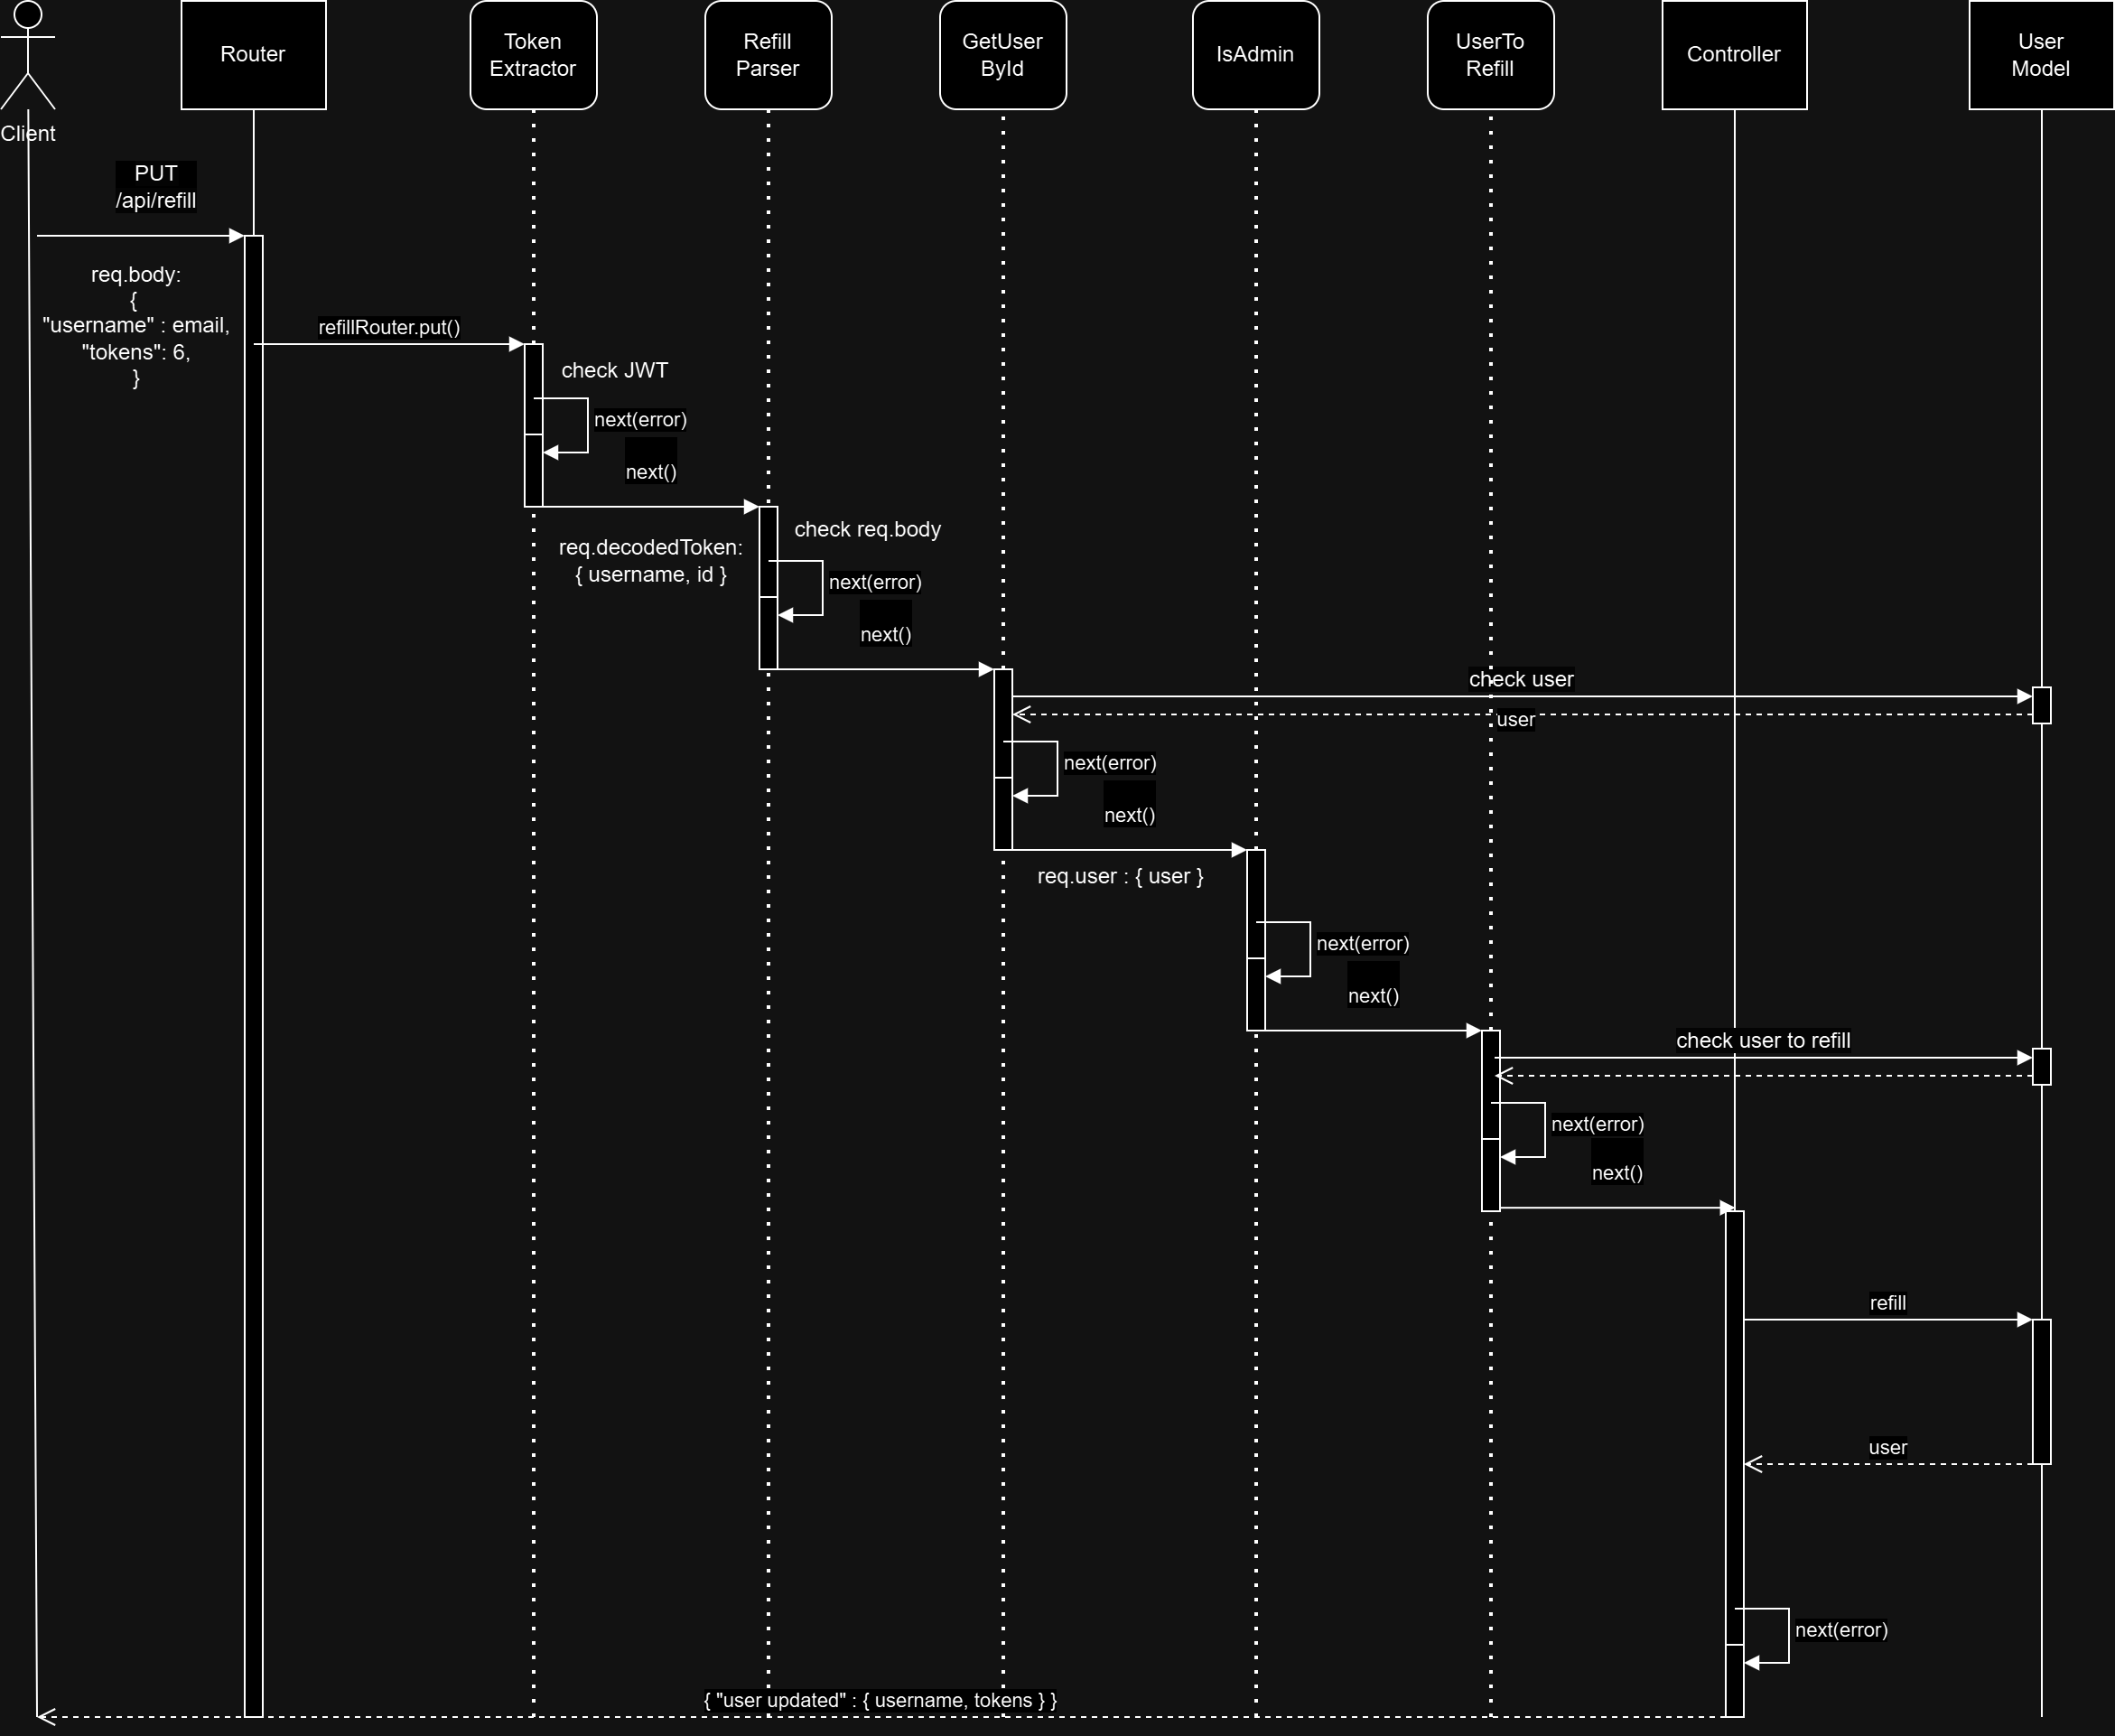 Client
Router
Token
Extractor
Refill
Parser
GetUser
ById
IsAdmin
UserTo
Refill
Controller
User
Model
PUT
/api/refill
req.body:
{
"username" : email,
"tokens": 6,
}
refillRouter.put()
check JWT
next(error)
next()
req.decodedToken:
{ username, id }
check req.body
next(error)
next()
check user
user
next(error)
next()
req.user : { user }
next(error)
next()
check user to refill
next(error)
next()
refill
user
next(error)
{ "user updated" : { username, tokens } }